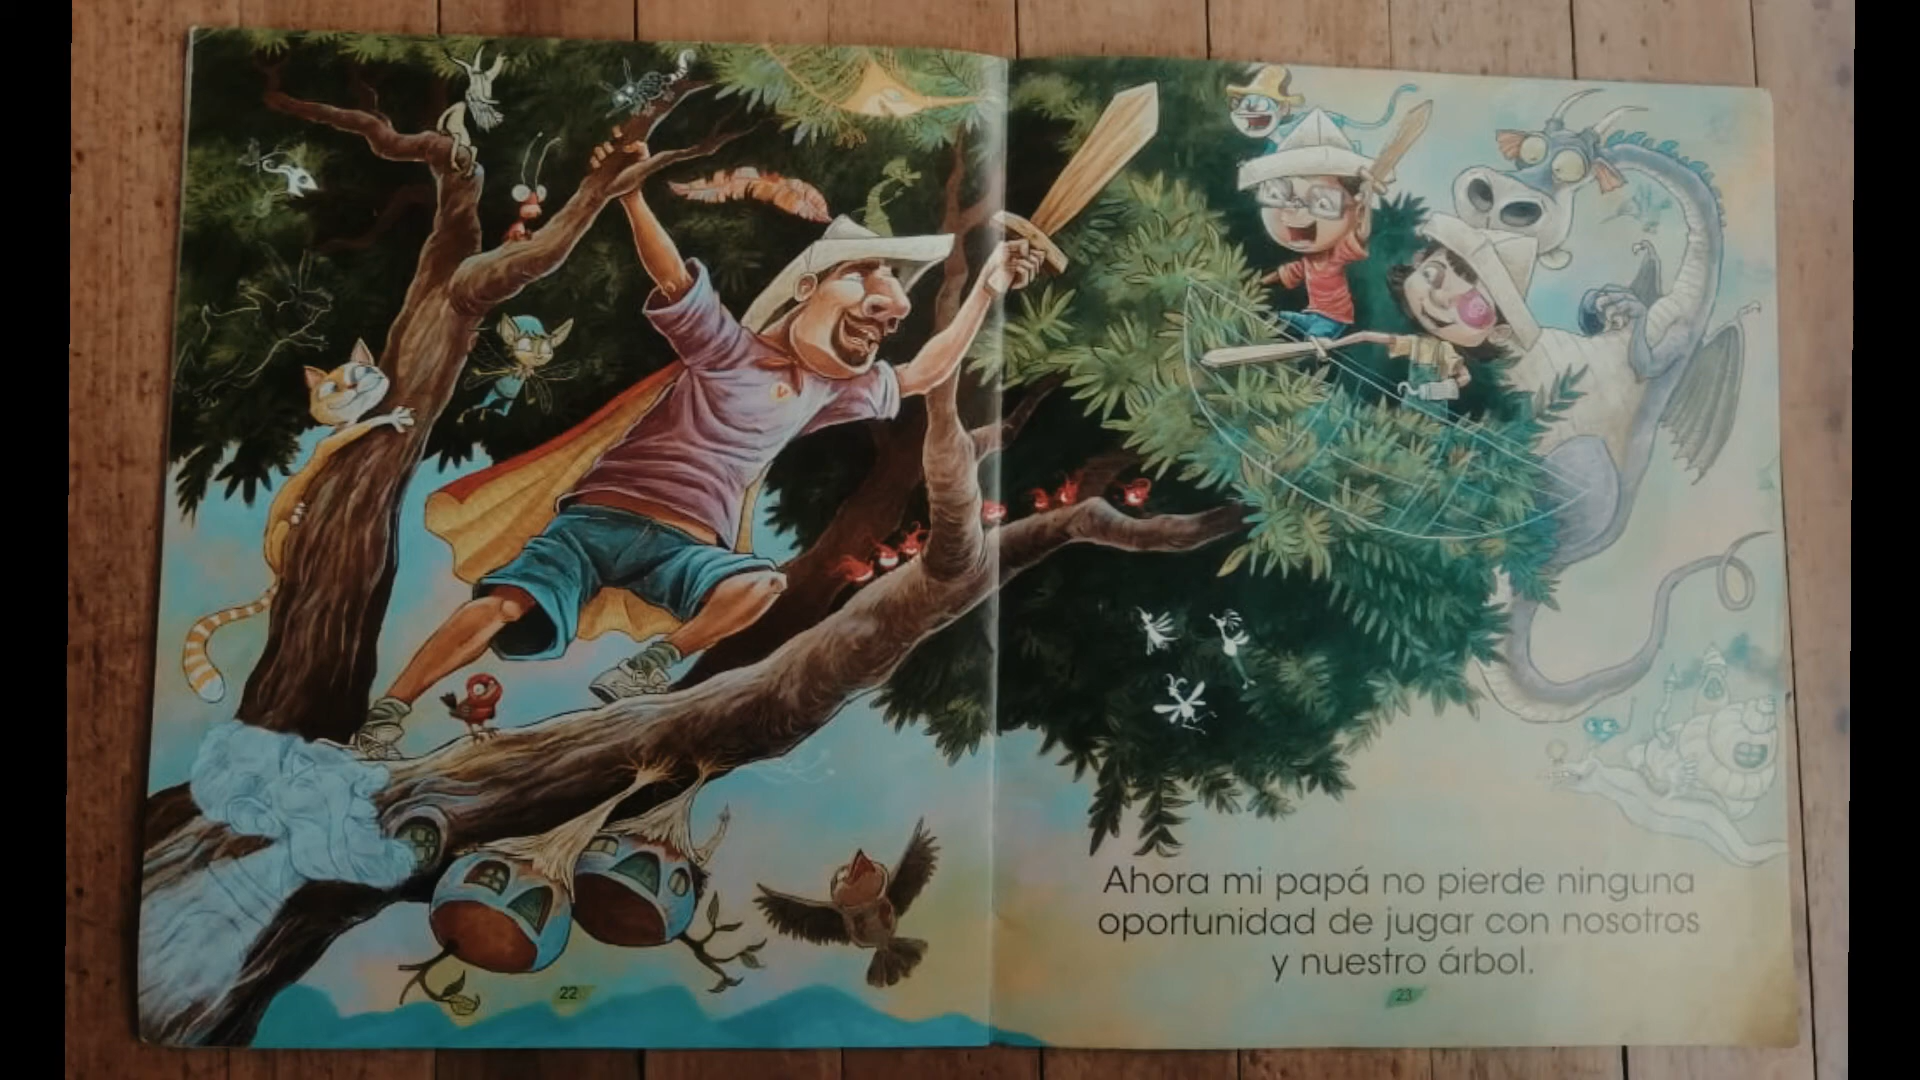 Ahora mi papá no pierde ninguna
oportunidad de jugar con nosotros
y nuestro árbol.
22
23